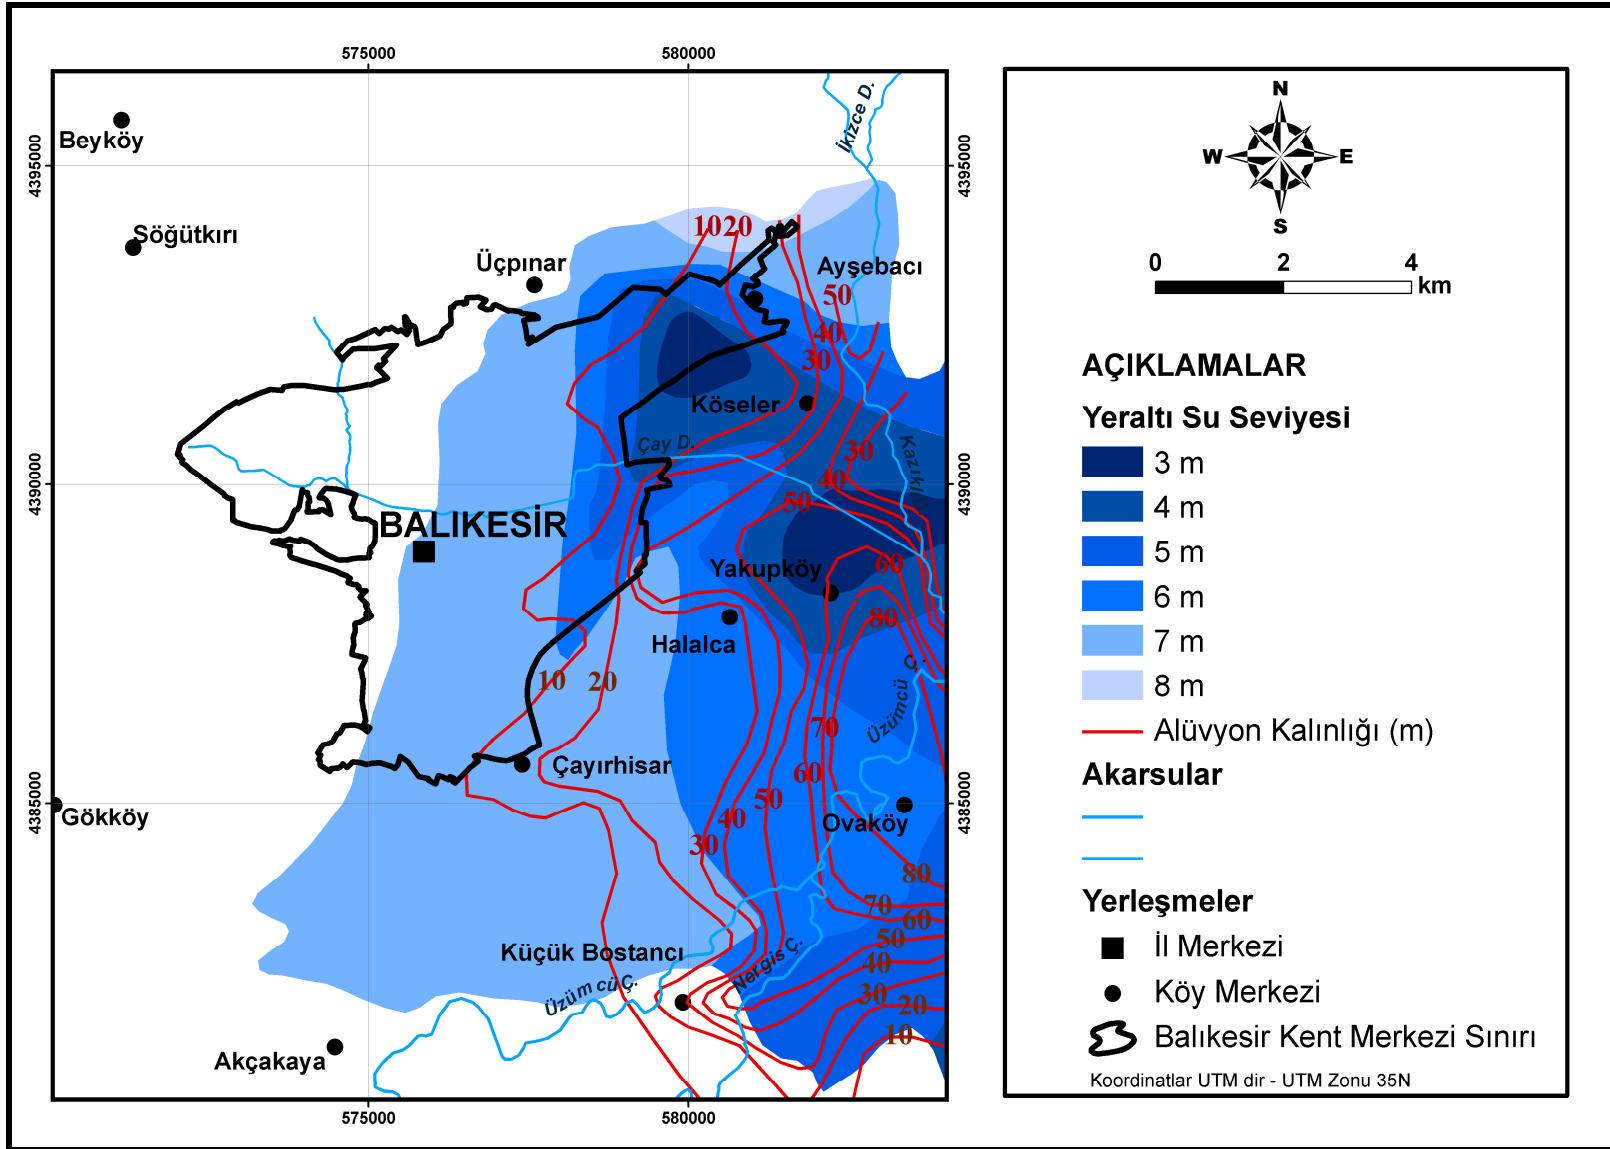 575000
580000
4395000
4395000
4390000
4390000
4385000
4385000
575000
580000
Beyköy
Söğütkırı
Üçpınar
İkizce D.
Ayşebacı
Köseler
Çay D.
BALIKESİR
Yakupköy
Halalca
Üzümcü Ç.
Çayırhisar
Gökköy
Ovaköy
Küçük Bostancı
Nergis Ç.
Üzümcü Ç.
Akçakaya
10
20
50
40
30
30
40
50
60
80
10
20
70
60
50
40
30
80
70
60
50
40
30
20
10
N
W
E
S
0
2
4
km
AÇIKLAMALAR
Yeraltı Su Seviyesi
3 m
4 m
5 m
6 m
7 m
8 m
Alüvyon Kalınlığı (m)
Akarsular
Yerleşmeler
İl Merkezi
Köy Merkezi
Balıkesir Kent Merkezi Sınırı
Koordinatlar UTM dir - UTM Zonu 35N